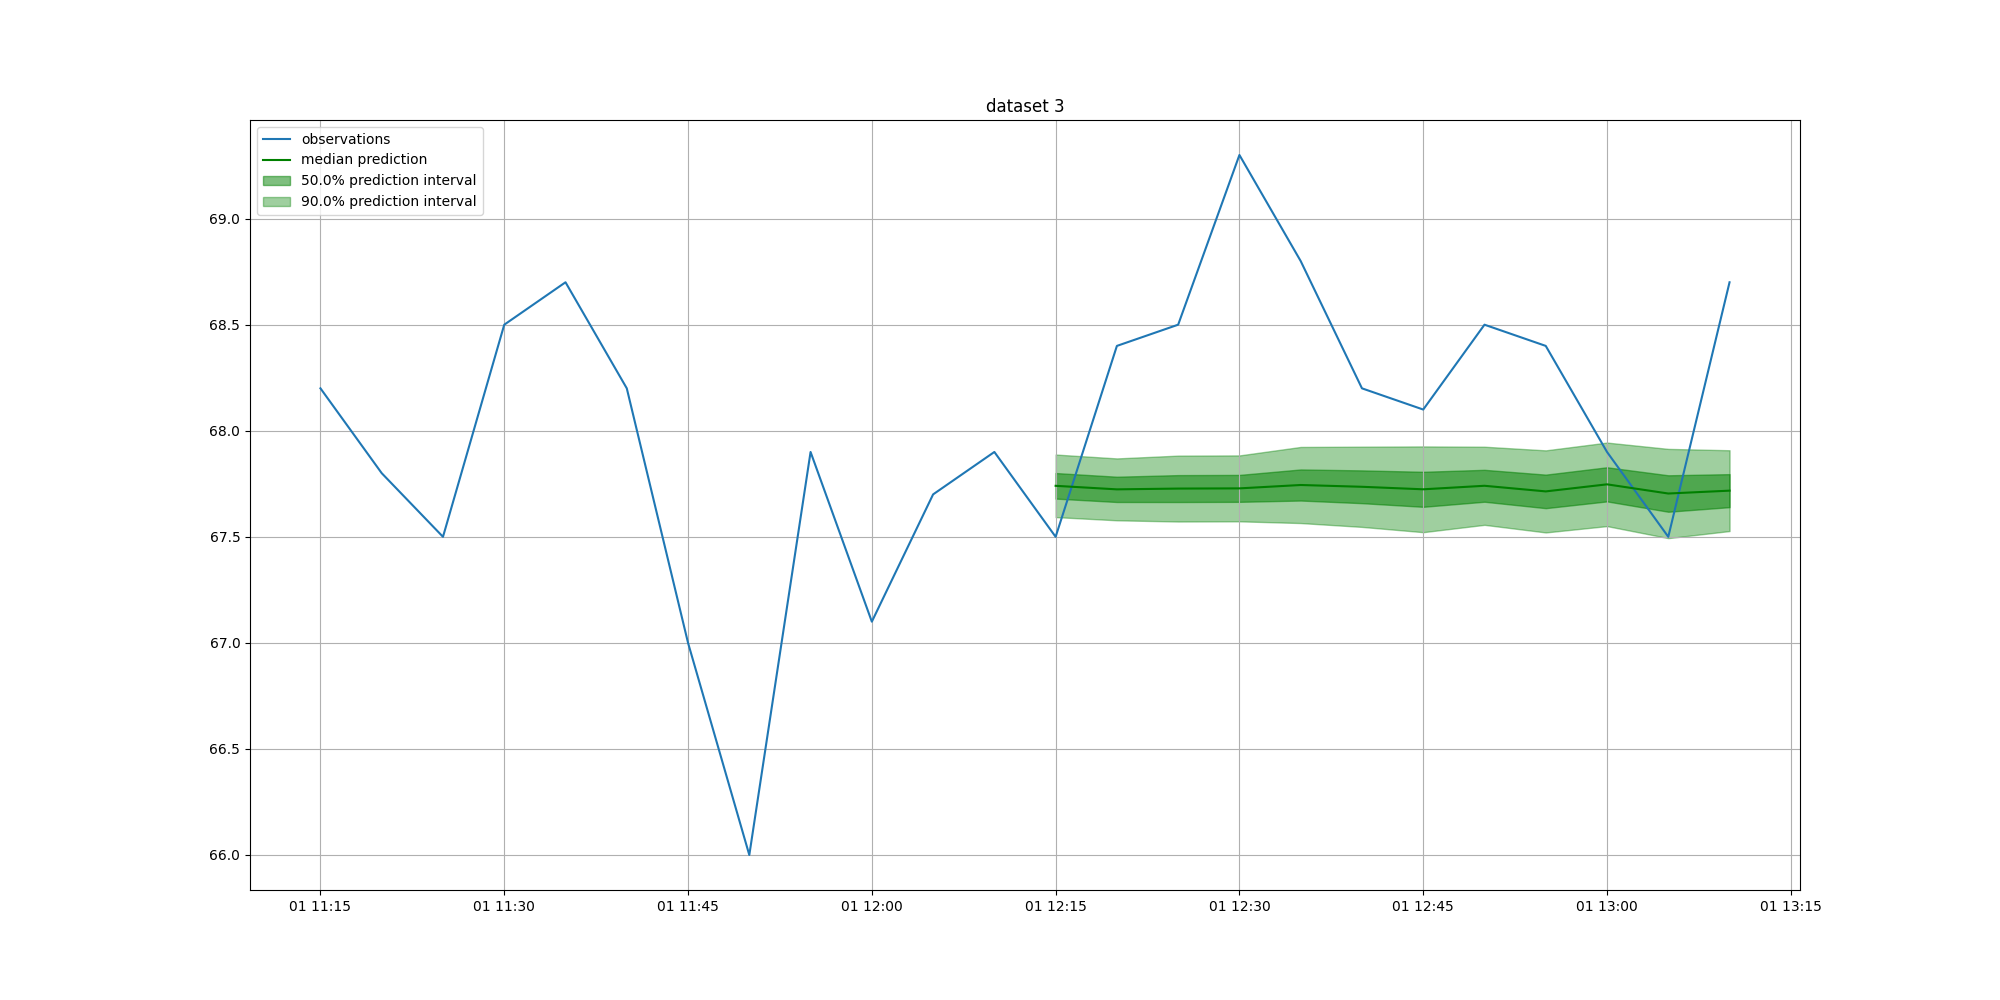 dataset 3
observations
median prediction
50.0% prediction interval
90.0% prediction interval
69.0
68.5
68.0
67.5
67.0
66.5
66.0
01 11:15 01 11:30 01 11:45 01 12:00 01 12:15 01 12:30 01 12:45 01 13:00 01 13:15